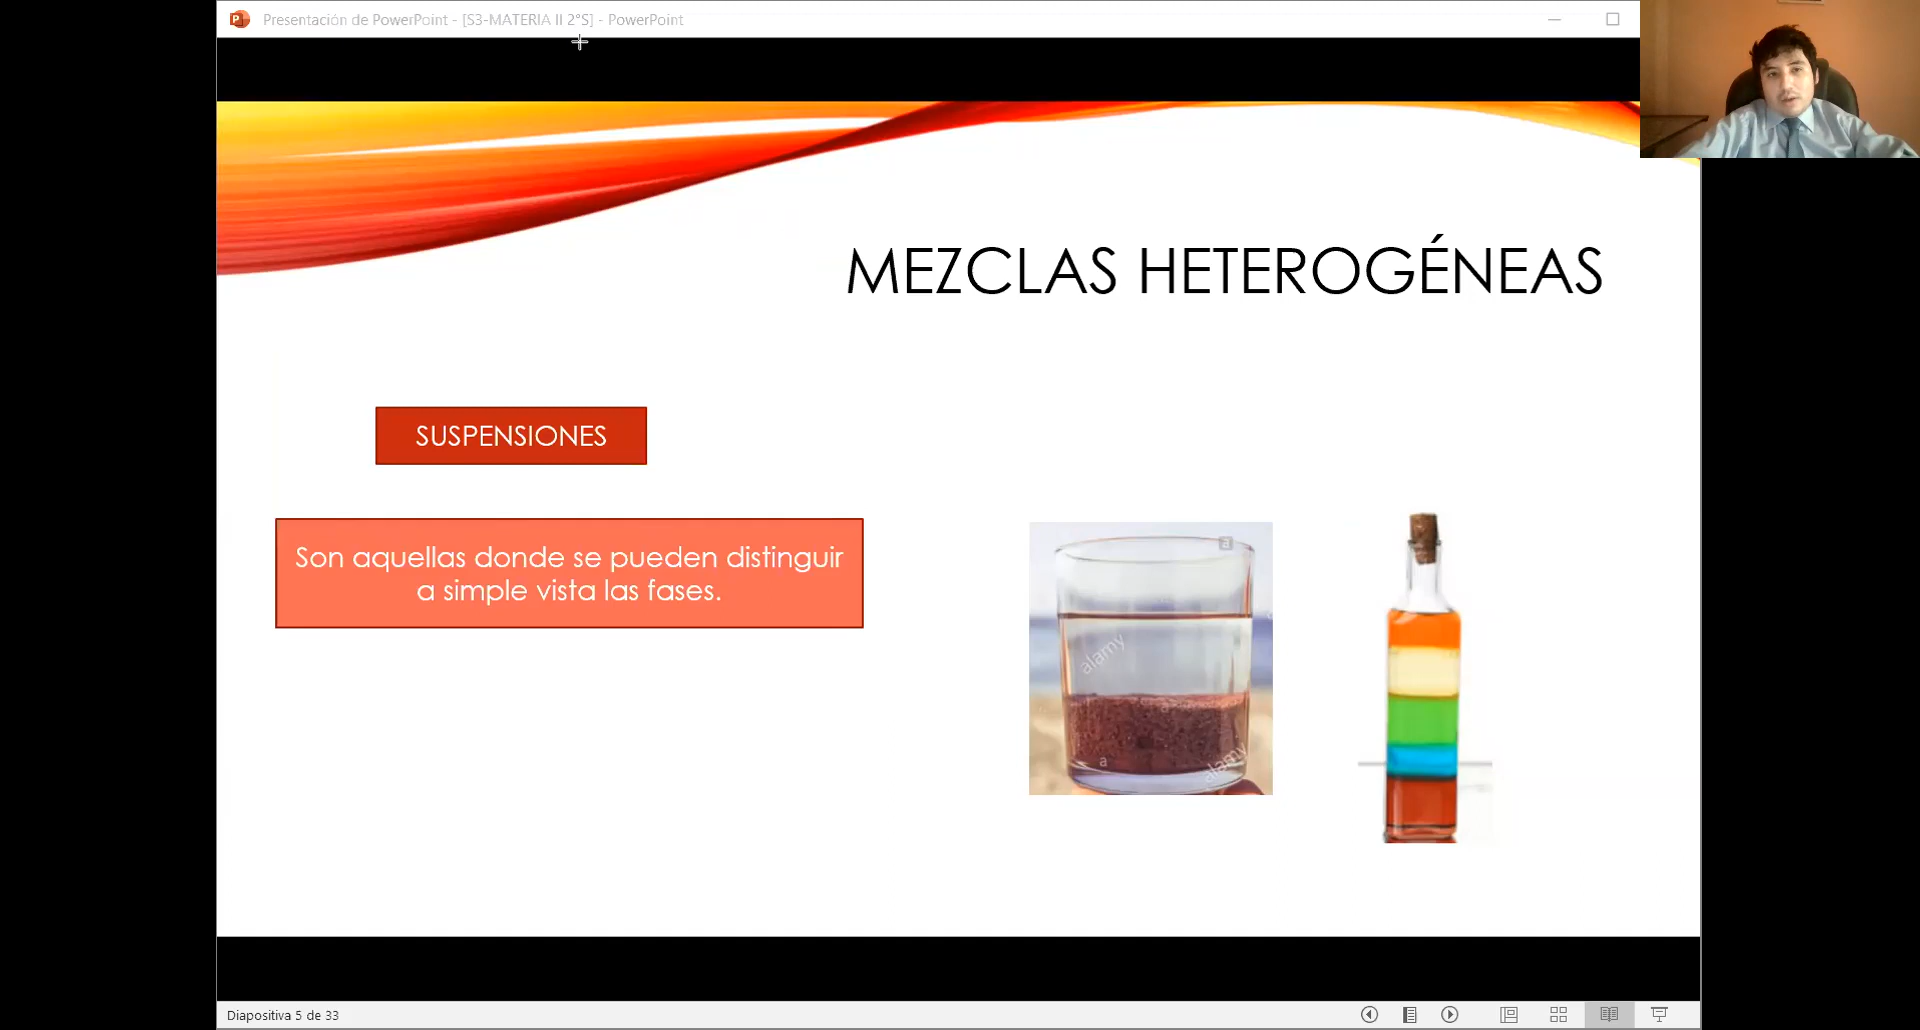 Presentación de PowerPoint - [S3-MATERIA II 2°S] - PowerPoint
MEZCLAS HETEROGÉNEAS
SUSPENSIONES
Son aquellas donde se pueden distinguir
a simple vista las fases.
a
alamy
a
alamy
Diapositiva 5 de 33